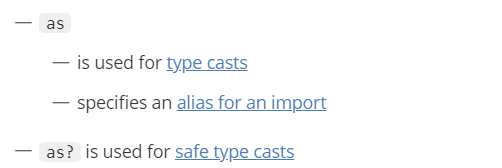 — as
— is used for type casts
— specifies an alias for an import
— as? is used for safe type casts